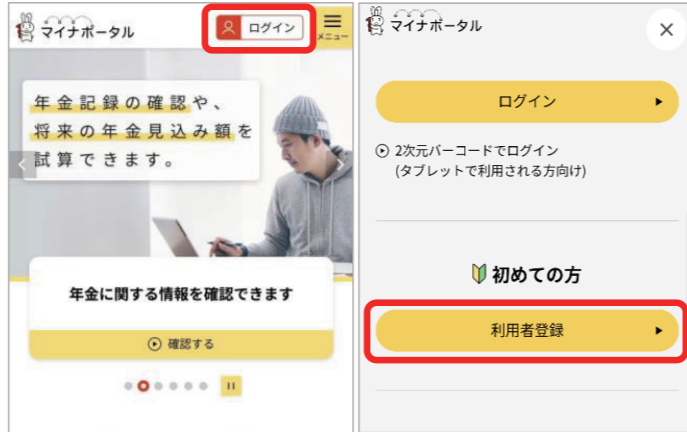 マイナポータル
ログイン
メニュー
年金記録の確認や、
将来の年金見込み額を
試算できます。
年金に関する情報を確認できます
確認する
マイナポータル
ログイン
2次元バーコードでログイン
(タブレットで利用される方向け)
初めての方
利用者登録